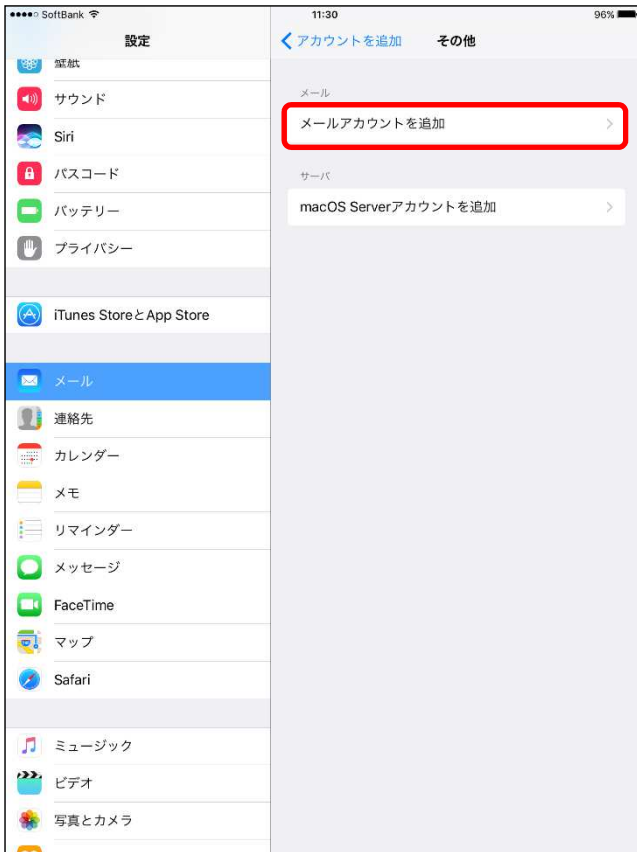 ●●●●○ SoftBank
11:30
96%
設定
壁紙
サウンド
Siri
パスコード
バッテリー
プライバシー
iTunes StoreとApp Store
メール
連絡先
カレンダー
メモ
リマインダー
メッセージ
FaceTime
マップ
Safari
ミュージック
ビデオ
写真とカメラ
アカウントを追加
その他
メール
メールアカウントを追加
サーバ
macOS Serverアカウントを追加